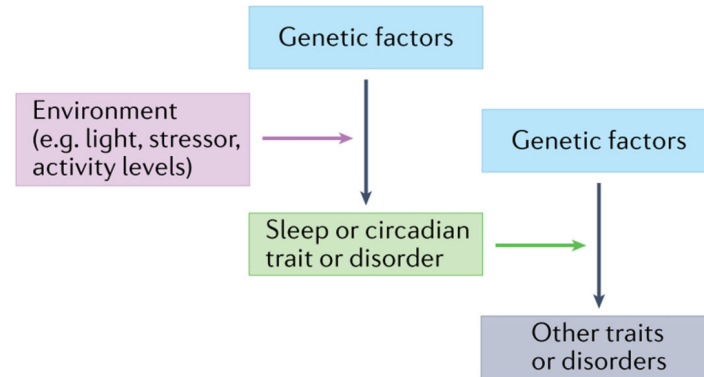 Genetic factors
Environment
(e.g. light, stressor,
activity levels)
Genetic factors
Sleep or circadian
trait or disorder
Other traits
or disorders